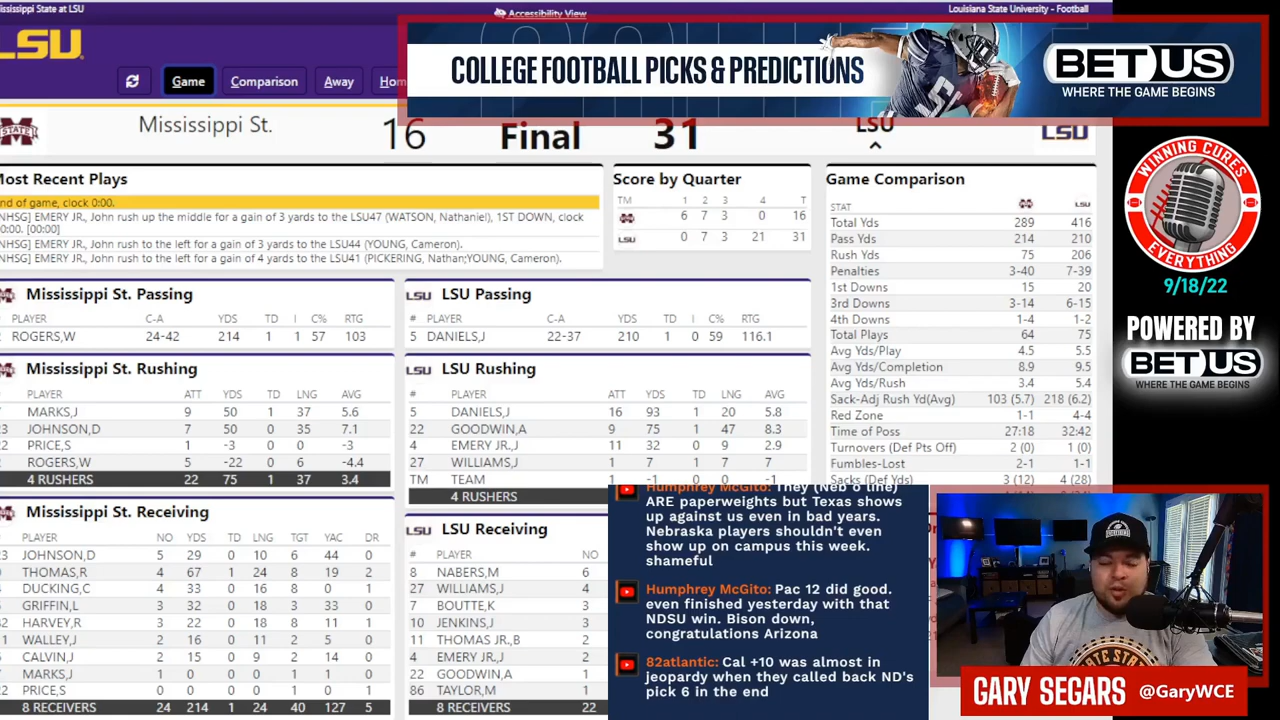 Mississippi State at LSU
Accessibility View
Louisiana State University - Football
LSU
Game
Comparison
Away
COLLEGE FOOTBALL PICKS & PREDICTIONS
BETUS
WHERE THE GAME BEGINS
STATE
Mississippi St.
16
Final
31
LSU
LSU
Most Recent Plays
End of game, clock 0:00.
[NHSG] EMERY JR., John rush up the middle for a gain of 3 yards to the LSU47 (WATSON, Nathaniel), 1ST DOWN, clock
0:00. [00:00]
[NHSG] EMERY JR., John rush to the left for a gain of 3 yards to the LSU44 (YOUNG, Cameron).
[NHSG] EMERY JR., John rush to the left for a gain of 4 yards to the LSU41 (PICKERING, Nathan;YOUNG, Cameron).
Score by Quarter
TM 1 2 3 4 T
6 7 3 0 16
LSU 0 7 3 21 31
Game Comparison
STAT LSU
Total Yds 289 416
Pass Yds 214 210
Rush Yds 75 206
Penalties 3-40 7-39
1st Downs 15 20
3rd Downs 3-14 6-15
4th Downs 1-4 1-2
Total Plays 64 75
Avg Yds/Play 4.5 5.5
Avg Yds/Completion 8.9 9.5
Avg Yds/Rush 3.4 5.4
Sack-Adj Rush Yd(Avg) 103 (5.7) 218 (6.2)
Red Zone 1-1 4-4
Time of Poss 27:18 32:42
Turnovers (Def Pts Off) 2 (0) 1 (0)
Fumbles-Lost 2-1 1-1
Sacks (Def Yds) 3 (12) 4 (28)
Mississippi St. Passing
PLAYER C-A YDS TD I C% RTG
ROGERS,W 24-42 214 1 1 57 103
Mississippi St. Rushing
PLAYER ATT YDS TD LNG AVG
MARKS,J 9 50 1 37 5.6
JOHNSON,D 7 50 0 35 7.1
PRICE,S 1 -3 0 0 -3
ROGERS,W 5 -22 0 6 -4.4
4 RUSHERS 22 75 1 37 3.4
Mississippi St. Receiving
PLAYER NO YDS TD LNG TGT YAC DR
JOHNSON,D 5 29 0 10 6 44 0
THOMAS,R 4 67 1 24 8 19 2
DUCKING,C 4 33 0 16 8 0 1
GRIFFIN,L 3 32 0 18 3 33 0
HARVEY,R 3 22 0 18 8 11 1
WALLEY,J 2 16 0 11 2 5 0
CALVIN,J 2 15 0 9 2 14 0
MARKS,J 1 0 0 0 1 0 0
PRICE,S 0 0 0 0 1 0 1
8 RECEIVERS 24 214 1 24 40 127 5
LSU LSU Passing
# PLAYER C-A YDS TD I C% RTG
5 DANIELS,J 22-37 210 1 0 59 116.1
LSU LSU Rushing
# PLAYER ATT YDS TD LNG AVG
5 DANIELS,J 16 93 1 20 5.8
22 GOODWIN,A 9 75 1 47 8.3
4 EMERY JR.,J 11 32 0 9 2.9
27 WILLIAMS,J 1 7 1 7 7
TM TEAM 1 -1 0 0 -1
4 RUSHERS
LSU LSU Receiving
# PLAYER NO
8 NABERS,M 6
27 WILLIAMS,J 4
7 BOUTTE,K 3
10 JENKINS,J 3
11 THOMAS JR.,B 2
4 EMERY JR.,J 2
22 GOODWIN,A 1
86 TAYLOR,M 1
8 RECEIVERS 22
Humphrey McGito: They (Neb o line)
ARE paperweights but Texas shows
up against us even in bad years.
Nebraska players shouldn't even
show up on campus this week.
shameful
Humphrey McGito: Pac 12 did good.
even finished yesterday with that
NDSU win. Bison down,
congratulations Arizona
82atlantic: Cal +10 was almost in
jeopardy when they called back ND's
pick 6 in the end
WINNING CURES
EVERYTHING
9/18/22
POWERED BY
BETUS
WHERE THE GAME BEGINS
GARY SEGARS @GaryWCE